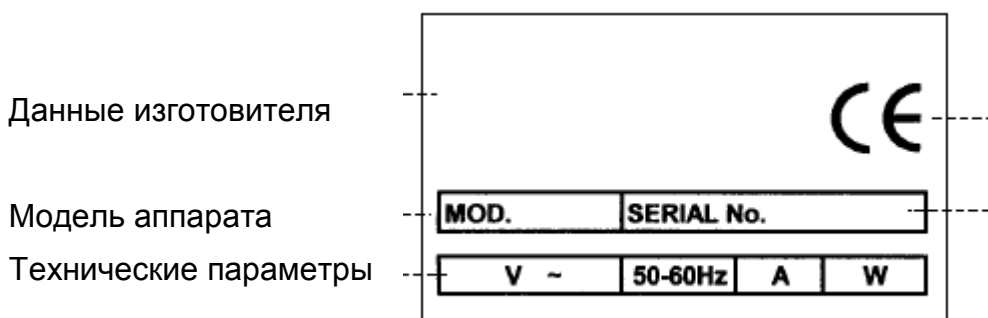 Данные изготовителя
CE
Модель аппарата
MOD. SERIAL No.
Технические параметры
V ~ 50-60Hz A W